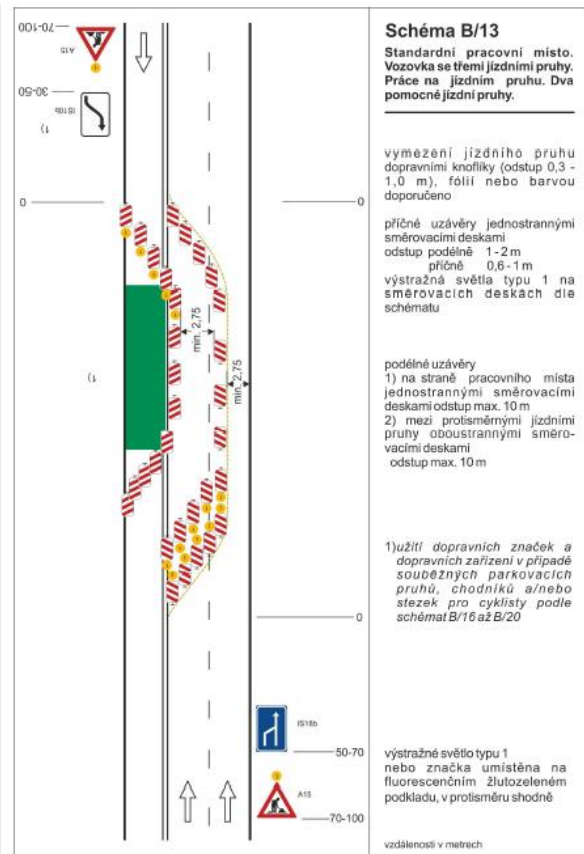 70-100
A15
30-50
IS10b
1)
0
0
min. 2,75
min. 2,75
1)
0
IS18b
50-70
A15
70-100
Schéma B/13
Standardní pracovní místo.
Vozovka se třemi jízdními pruhy.
Práce na jízdním pruhu. Dva
pomocné jízdní pruhy.
vymezení jízdního pruhu
dopravními knoflíky (odstup 0,3 -
1,0 m), fólií nebo barvou
doporučeno
příčné uzávěry jednostrannými
směrovacími deskami
odstup podélně 1-2 m
příčně 0,6-1 m
výstražná světla typu 1 na
směrovacích deskách dle
schématu
podélné uzávěry
1) na straně pracovního místa
jednostrannými směrovacími
deskami odstup max. 10 m
2) mezi protisměrnými jízdními
pruhy oboustrannými směro-
vacími deskami
odstup max. 10 m
1)užití dopravních značek a
dopravních zařízení v případě
souběžných parkovacích
pruhů, chodníků a/nebo
stezek pro cyklisty podle
schémat B/16 až B/20
výstražné světlo typu 1
nebo značka umístěna na
fluorescenčním žlutozeleném
podkladu, v protisměru shodně
vzdálenosti v metrech